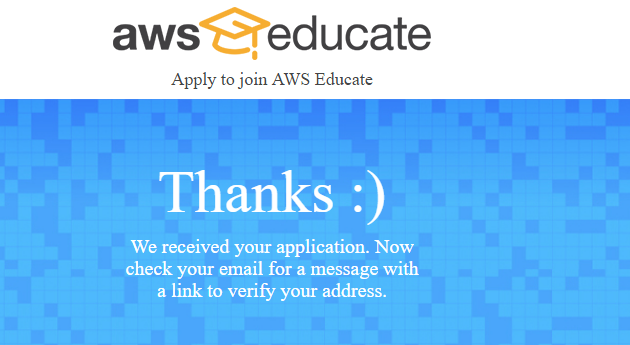 aws educate
Apply to join AWS Educate
Thanks :)
We received your application. Now
check your email for a message with
a link to verify your address.